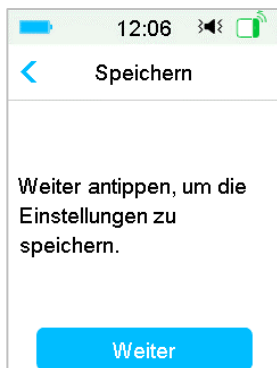 12:06
Speichern
Weiter antippen, um die
Einstellungen zu
speichern.
Weiter